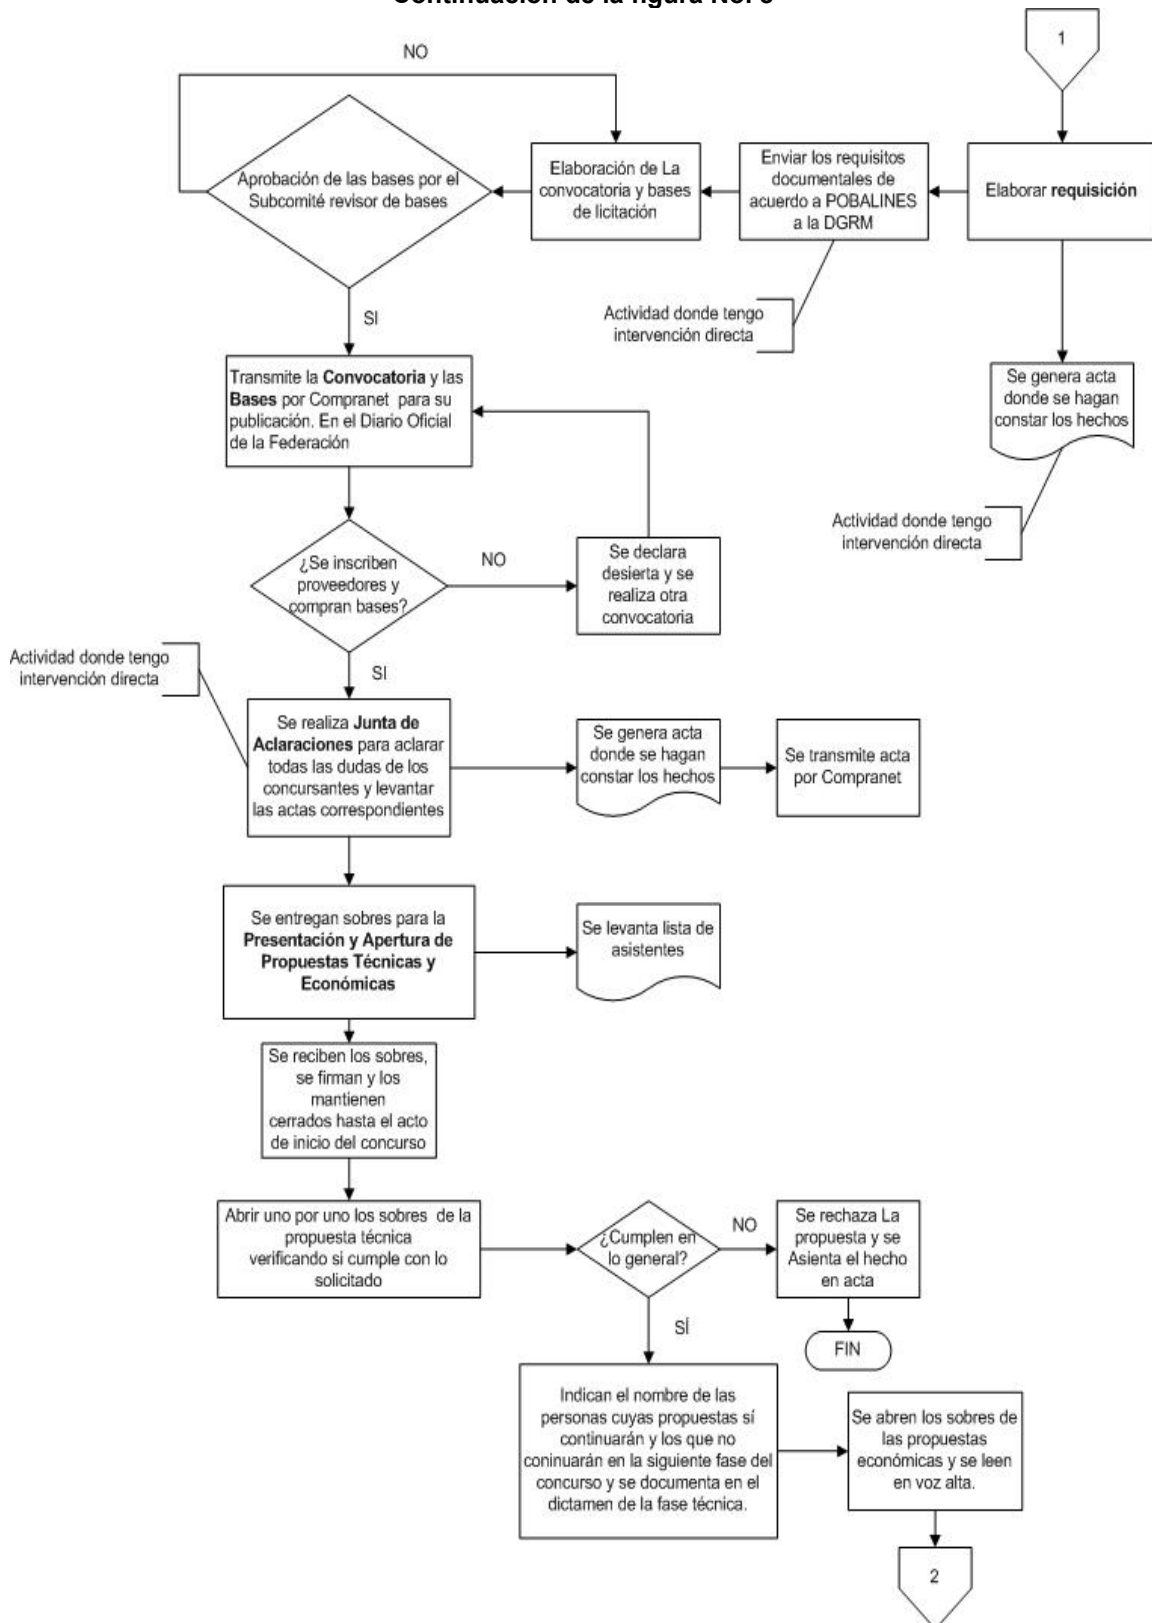 Continuación de la figura No.
1
NO
Elaborar requisición
Enviar los requisitos
documentales de
acuerdo a POBALINES
a la DGRM
Elaboración de La
convocatoria y bases
de licitación
Aprobación de las bases por el
Subcomité revisor de bases
Actividad donde tengo
intervención directa
Se genera acta
donde se hagan
constar los hechos
Actividad donde tengo
intervención directa
SI
Transmite la Convocatoria y las
Bases por Compranet para su
publicación. En el Diario Oficial
de la Federación
¿Se inscriben
proveedores y
compran bases?
NO
Se declara
desierta y se
realiza otra
convocatoria
SI
Actividad donde tengo
intervención directa
Se realiza Junta de
Aclaraciones para aclarar
todas las dudas de los
concursantes y levantar
las actas correspondientes
Se genera acta
donde se hagan
constar los hechos
Se transmite acta
por Compranet
Se entregan sobres para la
Presentación y Apertura de
Propuestas Técnicas y
Económicas
Se levanta lista de
asistentes
Se reciben los sobres,
se firman y los
mantienen
cerrados hasta el acto
de inicio del concurso
Abrir uno por uno los sobres de la
propuesta técnica
verificando si cumple con lo
solicitado
¿Cumplen en
lo general?
NO
Se rechaza La
propuesta y se
Asienta el hecho
en acta
FIN
SÍ
Indican el nombre de las
personas cuyas propuestas sí
continuarán y los que no
coninuarán en la siguiente fase del
concurso y se documenta en el
dictamen de la fase técnica.
Se abren los sobres de
las propuestas
económicas y se leen
en voz alta.
2